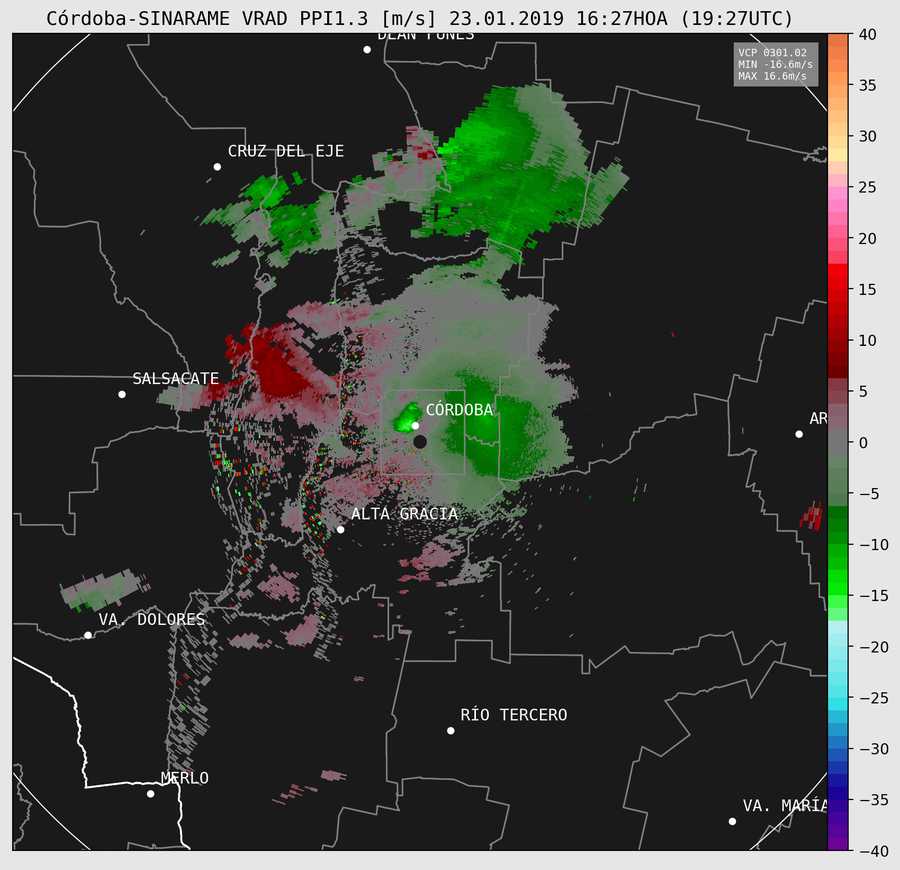 Córdoba-SINARAME VRAD PPI1.3 [m/s] 23.01.2019 16:27HOA (19:27UTC)
DEÁN FUNES
VCP 0301.02
MIN -16.6m/s
MAX 16.6m/s
CRUZ DEL EJE
SALSACATE
CÓRDOBA
AR
ALTA GRACIA
VA. DOLORES
RÍO TERCERO
MERLO
VA. MARÍA
40
35
30
25
20
15
10
5
0
−5
−10
−15
−20
−25
−30
−35
−40